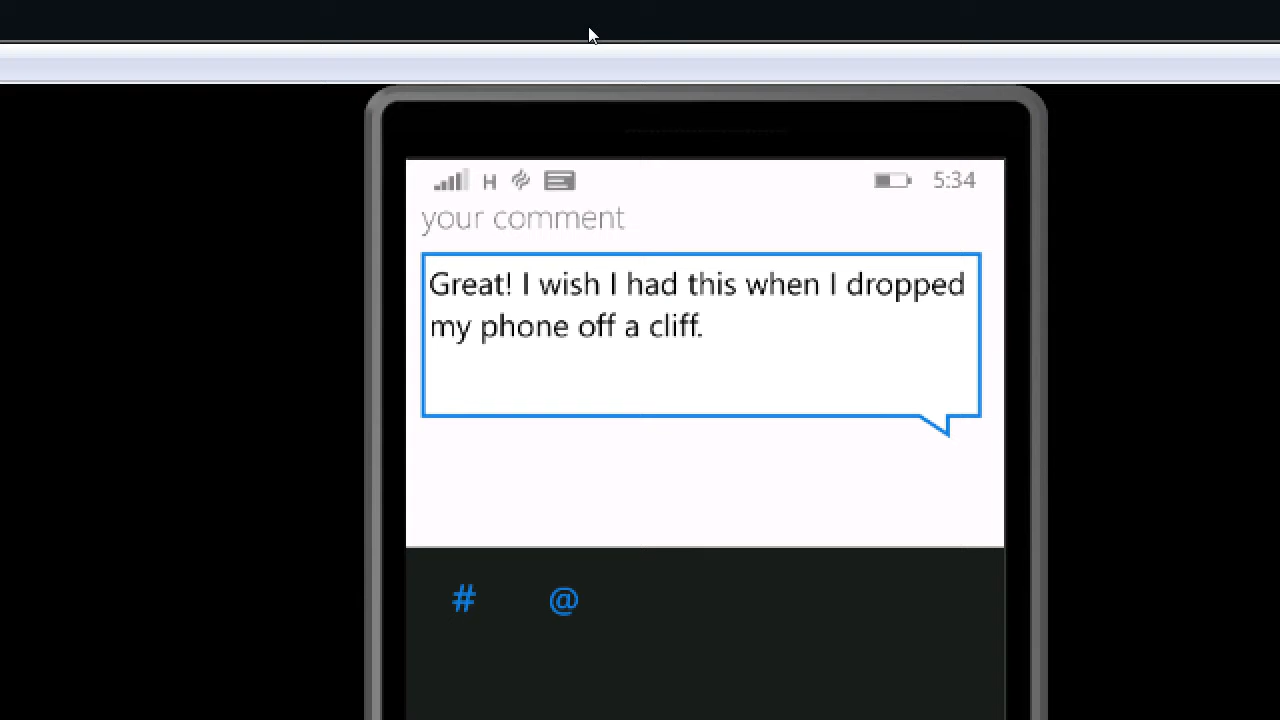 H 5:34
your comment
Great! I wish I had this when I dropped
my phone off a cliff.
# @